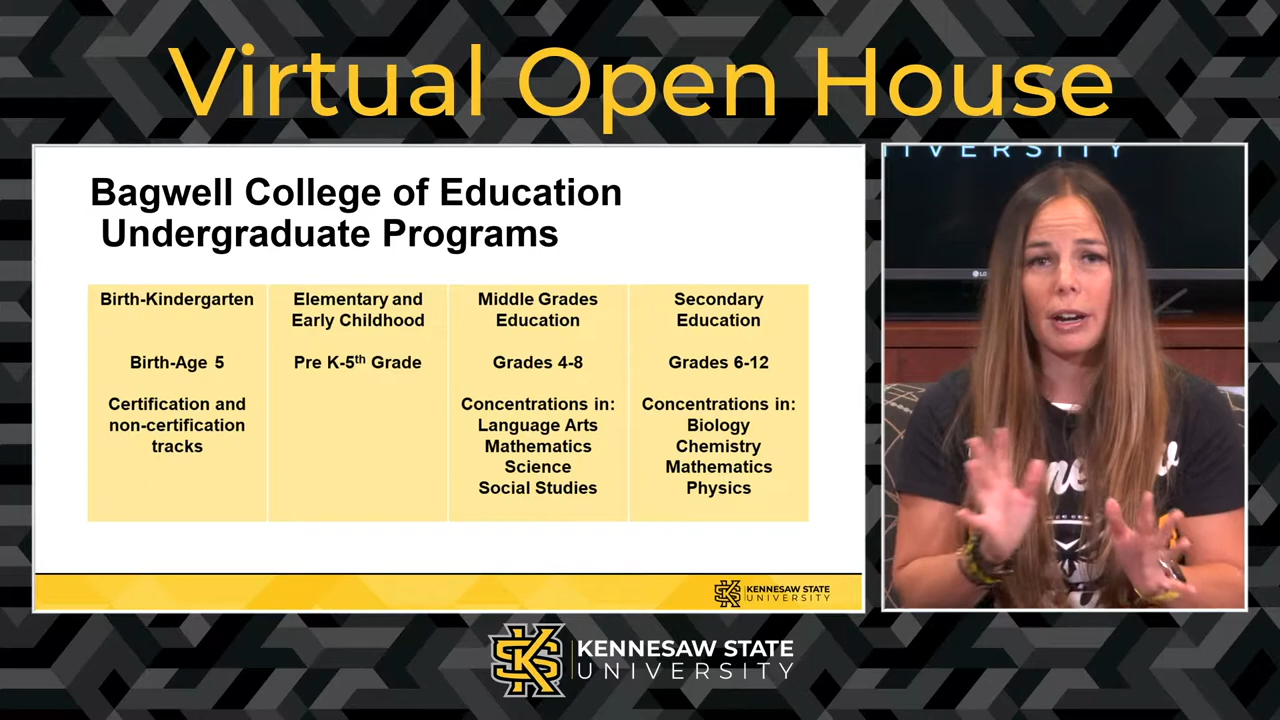 Virtual Open House
Bagwell College of Education
Undergraduate Programs
Birth-Kindergarten
Birth-Age 5
Certification and
non-certification
tracks
Elementary and
Early Childhood
Pre K-5th Grade
Middle Grades
Education
Grades 4-8
Concentrations in:
Language Arts
Mathematics
Science
Social Studies
Secondary
Education
Grades 6-12
Concentrations in:
Biology
Chemistry
Mathematics
Physics
KENNESAW STATE
UNIVERSITY
LG
KENNESAW STATE
UNIVERSITY